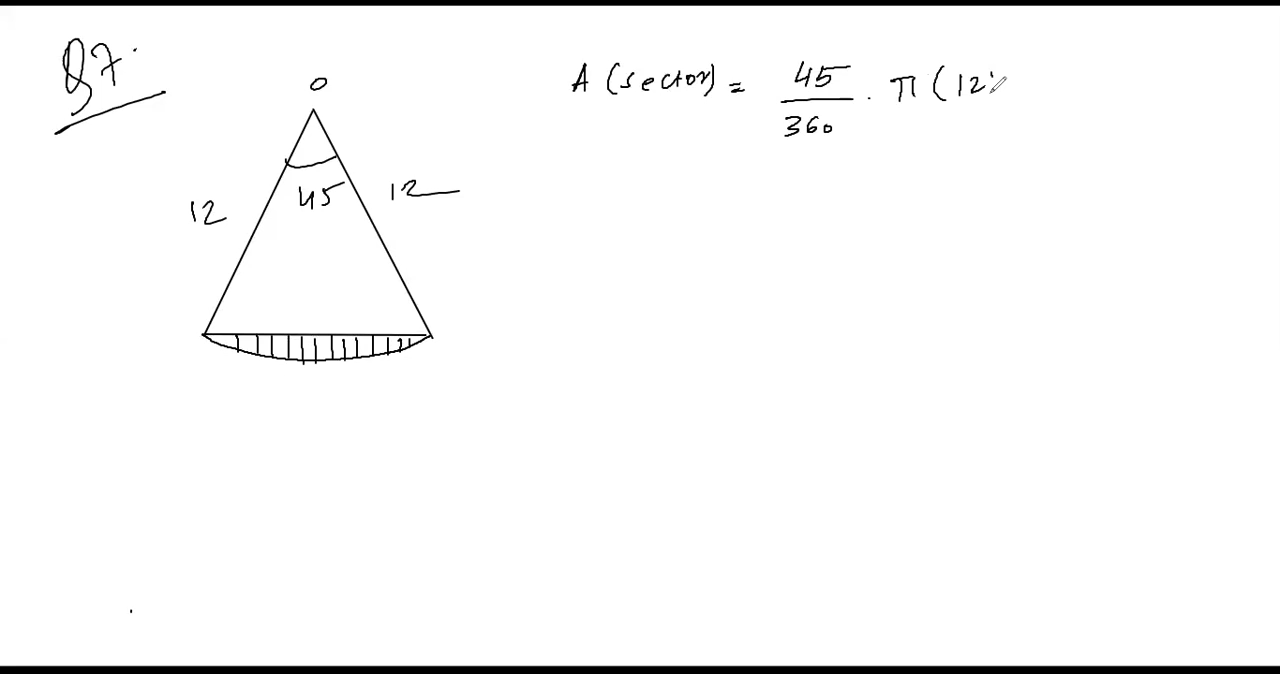 Q7.
O
A (sector) = 45/360 . π (12)
45
12
12